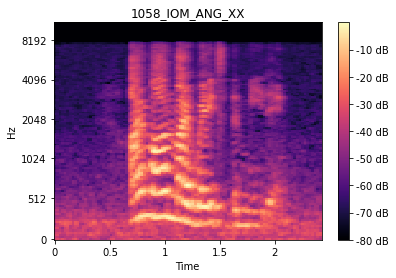 1058_IOM_ANG_XX
8192
4096
2048
1024
512
0
Hz
0
0.5
1
1.5
2
Time
-10 dB
-20 dB
-30 dB
-40 dB
-50 dB
-60 dB
-70 dB
-80 dB